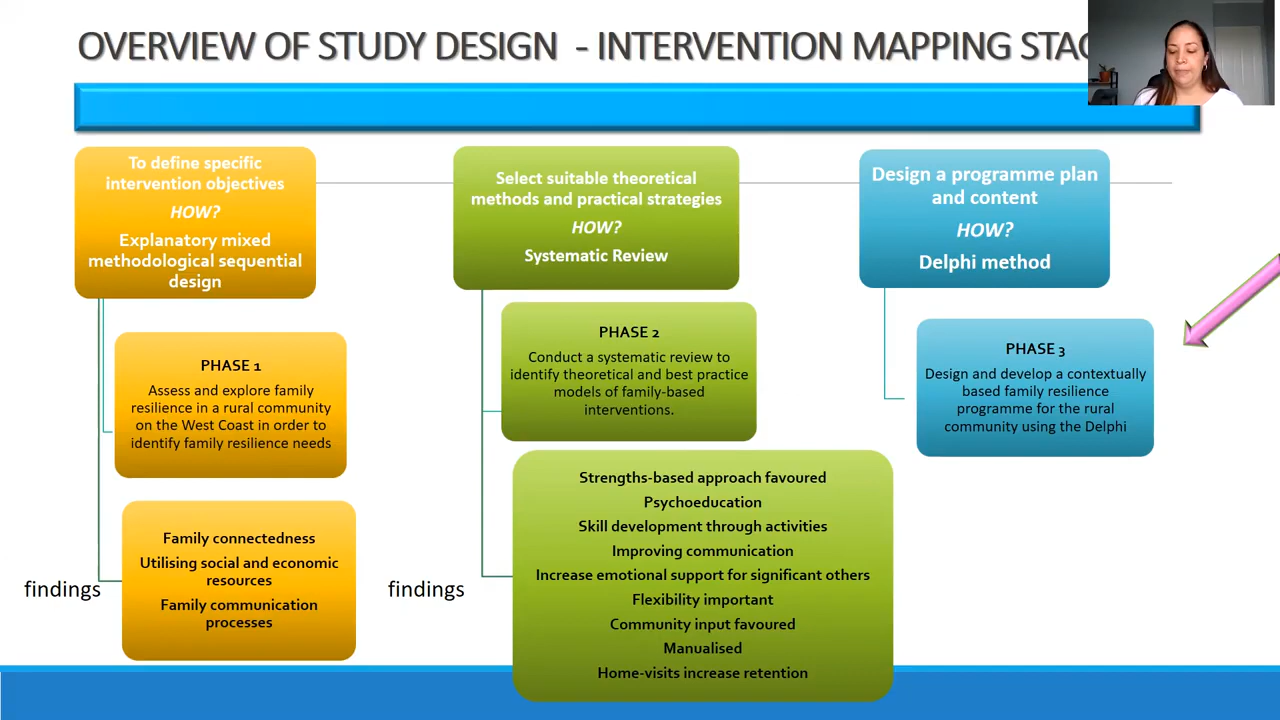 OVERVIEW OF STUDY DESIGN - INTERVENTION MAPPING
To define specific
intervention objectives
HOW?
Explanatory mixed
methodological sequential
design
PHASE 1
Assess and explore family
resilience in a rural community
on the West Coast in order to
identify family resilience needs
findings
Family connectedness
Utilising social and economic
resources
Family communication
processes
Select suitable theoretical
methods and practical strategies
HOW?
Systematic Review
PHASE 2
Conduct a systematic review to
identify theoretical and best practice
models of family-based
interventions.
findings
Strengths-based approach favoured
Psychoeducation
Skill development through activities
Improving communication
Increase emotional support for significant others
Flexibility important
Community input favoured
Manualised
Home-visits increase retention
Design a programme plan
and content
HOW?
Delphi method
PHASE 3
Design and develop a contextually
based family resilience
programme for the rural
community using the Delphi